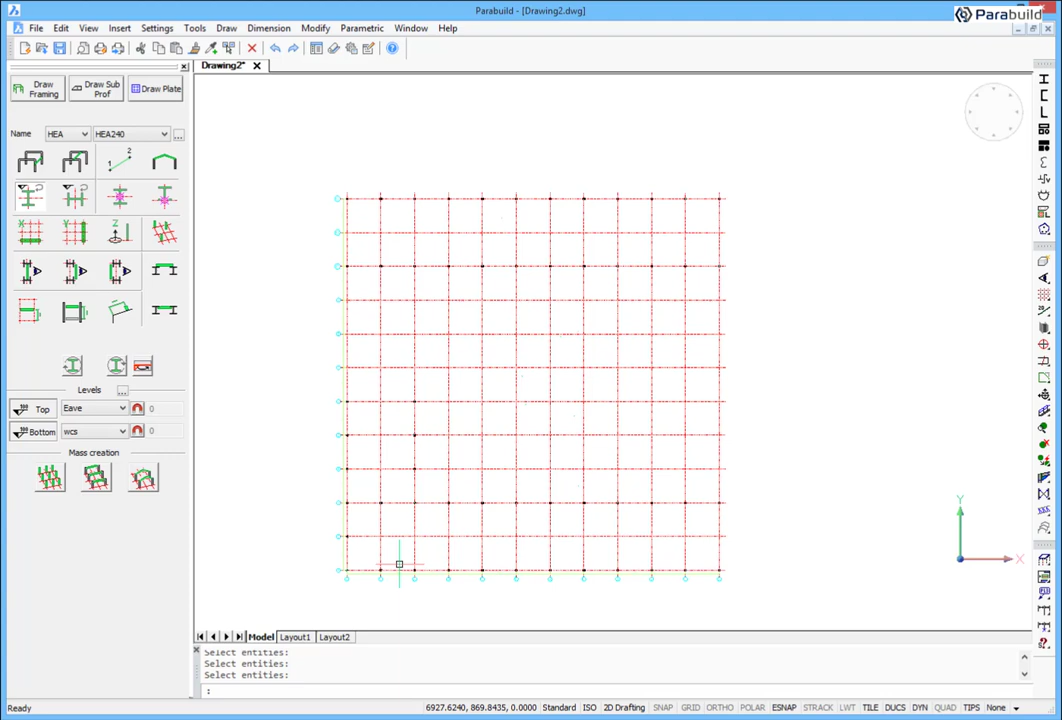 Parabuild - [Drawing2.dwg]
Parabuild
File Edit View Insert Settings Tools Draw Dimension Modify Parametric Window Help
Drawing2*
Draw Framing
Draw Sub Prof
Draw Plate
Name HEA HEA240 ...
1 2
X Y Z
Levels ...
Top Eave 0
Bottom wcs 0
Mass creation
Y
X
Model Layout1 Layout2
Select entities:
Select entities:
Select entities:
:
Ready 6927.6240, 869.8435, 0.0000 Standard ISO 2D Drafting SNAP GRID ORTHO POLAR ESNAP STRACK LWT TILE DUCS DYN QUAD TIPS None